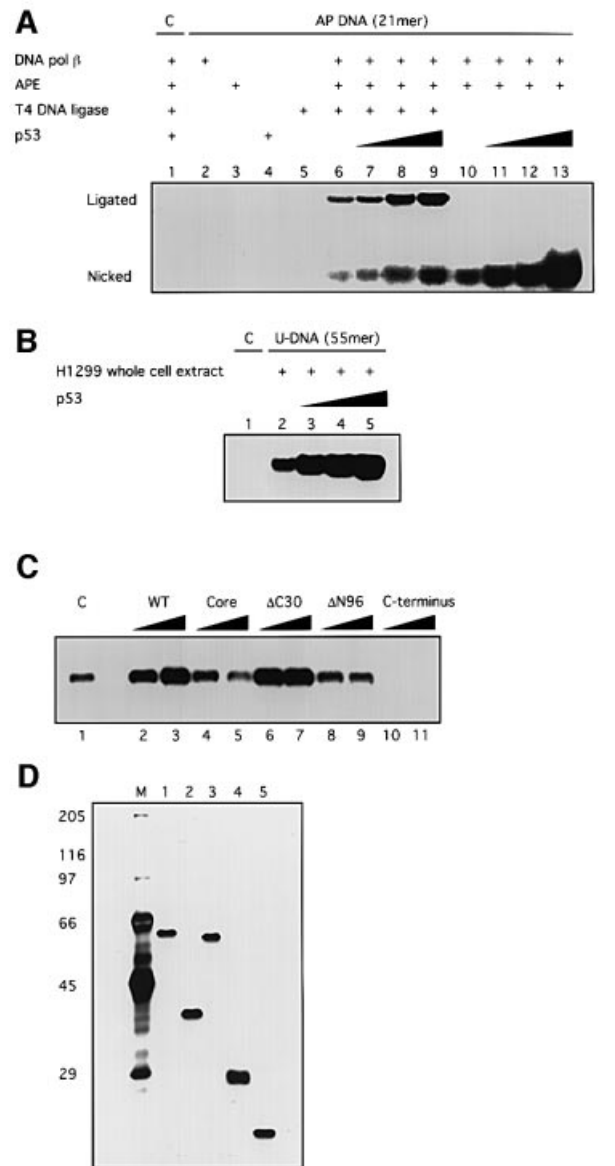 A
C AP DNA (21mer)
DNA pol β + + + + + + + + + +
APE + + + + + + + + + +
T4 DNA ligase + + + + + +
p53 + +
1 2 3 4 5 6 7 8 9 10 11 12 13
Ligated
Nicked
B
C U-DNA (55mer)
H1299 whole cell extract + + + +
p53
1 2 3 4 5
C
C WT Core ΔC30 ΔN96 C-terminus
1 2 3 4 5 6 7 8 9 10 11
D
M 1 2 3 4 5
205
116
97
66
45
29